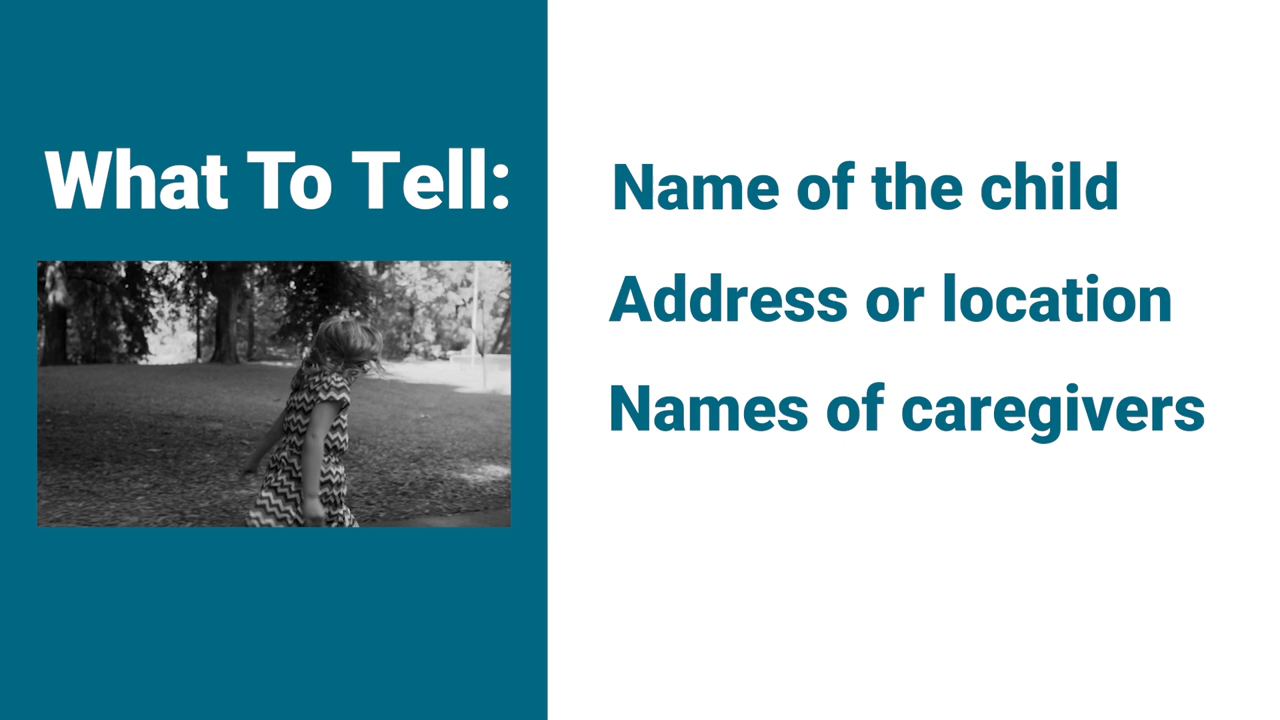 What To Tell:
Name of the child
Address or location
Names of caregivers